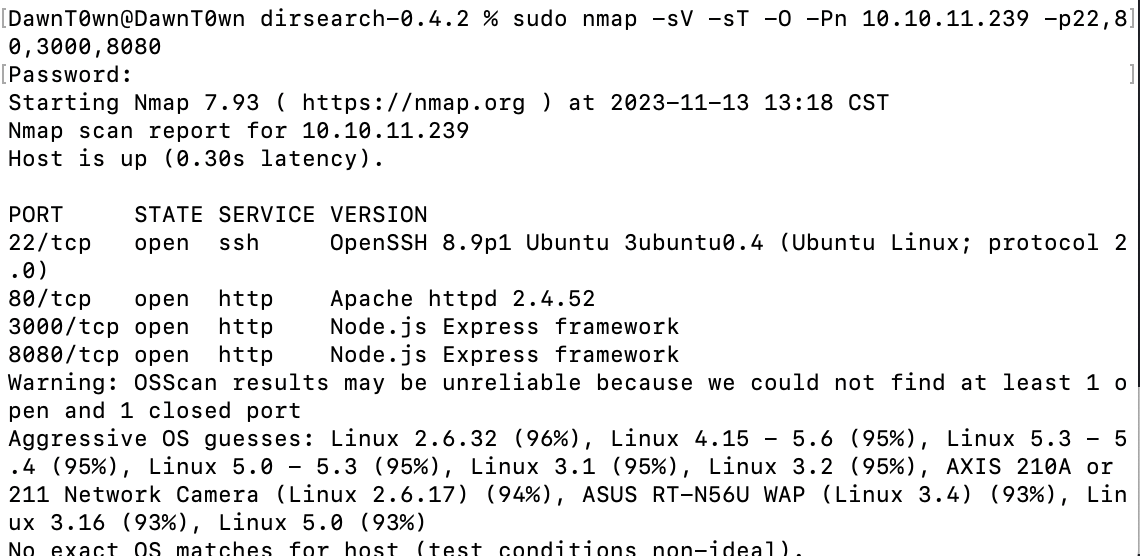 [DawnT0wn@DawnT0wn dirsearch-0.4.2 % sudo nmap -sV -sT -O -Pn 10.10.11.239 -p22,8]
0,3000,8080
[Password: ]
Starting Nmap 7.93 ( https://nmap.org ) at 2023-11-13 13:18 CST
Nmap scan report for 10.10.11.239
Host is up (0.30s latency).

PORT     STATE SERVICE VERSION
22/tcp   open  ssh     OpenSSH 8.9p1 Ubuntu 3ubuntu0.4 (Ubuntu Linux; protocol 2
.0)
80/tcp   open  http    Apache httpd 2.4.52
3000/tcp open  http    Node.js Express framework
8080/tcp open  http    Node.js Express framework
Warning: OSScan results may be unreliable because we could not find at least 1 o
pen and 1 closed port
Aggressive OS guesses: Linux 2.6.32 (96%), Linux 4.15 - 5.6 (95%), Linux 5.3 - 5
.4 (95%), Linux 5.0 - 5.3 (95%), Linux 3.1 (95%), Linux 3.2 (95%), AXIS 210A or
211 Network Camera (Linux 2.6.17) (94%), ASUS RT-N56U WAP (Linux 3.4) (93%), Lin
ux 3.16 (93%), Linux 5.0 (93%)
No exact OS matches for host (test conditions non-ideal).